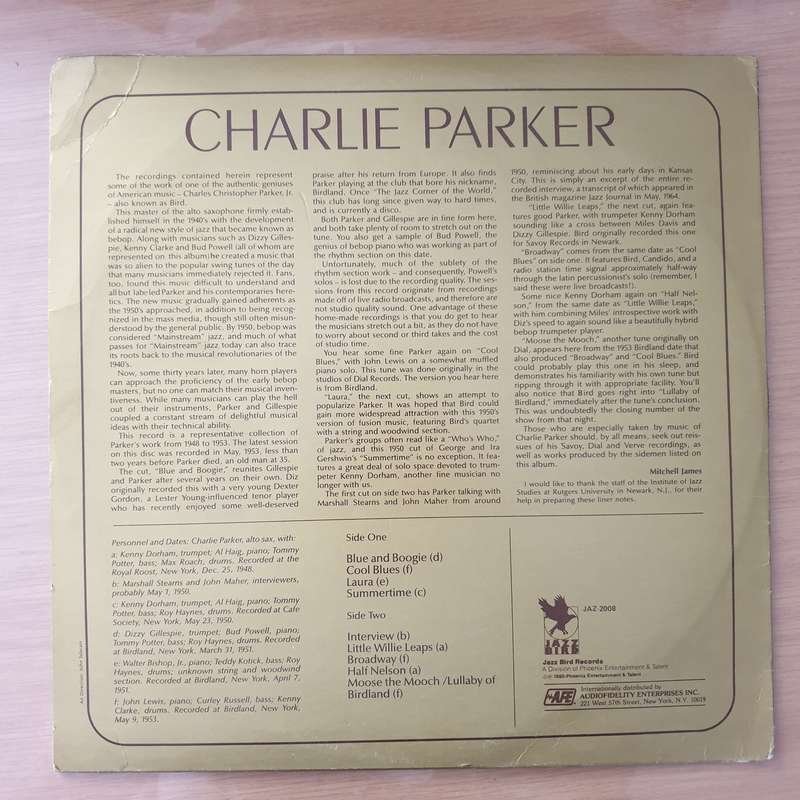 CHARLIE PARKER
The recordings contained herein represent
some of the work of one of the authentic geniuses
of American music – Charles Christopher Parker, Jr.
– also known as Bird.
This master of the alto saxophone firmly estab-
lished himself in the 1940's with the development
of a radical new style of jazz that became known as
bebop. Along with musicians such as Dizzy Gilles-
pie, Kenny Clarke and Bud Powell (all of whom are
represented on this album) he created a music that
was so alien to the popular swing tunes of the day
that many musicians immediately rejected it. Fans,
too, found this music difficult to understand and
all but labeled Parker and his contemporaries here-
tics. The new music gradually gained adherents as
the 1950's approached, in addition to being recog-
nized in the mass media, though still often misun-
derstood by the general public. By 1950, bebop was
considered "Mainstream" jazz, and much of what
passes for "Mainstream" jazz today can also trace
its roots back to the musical revolutionaries of the
1940's.
Now, some thirty years later, many horn players
can approach the proficiency of the early bebop
masters, but no one can match their musical inven-
tiveness. While many musicians can play the hell
out of their instruments, Parker and Gillespie
coupled a constant stream of delightful musical
ideas with their technical ability.
This record is a representative collection of
Parker's work from 1948 to 1953. The latest session
on this disc was recorded in May, 1953, less than
two years before Parker died, an old man at 35.
The cut, "Blue and Boogie," reunites Gillespie
and Parker after several years on their own. Diz
originally recorded this with a very young Dexter
Gordon, a Lester Young-influenced tenor player
who has recently enjoyed some well-deserved
praise after his return from Europe. It also finds
Parker playing at the club that bore his nickname,
Birdland. Once "The Jazz Corner of the World,"
this club has long since given way to hard times,
and is currently a disco.
Both Parker and Gillespie are in fine form here,
and both take plenty of room to stretch out on the
tune. You also get a sample of Bud Powell, the
genius of bebop piano who was working as part of
the rhythm section on this date.
Unfortunately, much of the sublety of the
rhythm section work – and consequently, Powell's
solos – is lost due to the recording quality. The ses-
sions from this record originate from recordings
made off of live radio broadcasts, and therefore are
not studio quality sound. One advantage of these
home-made recordings is that you do get to hear
the musicians stretch out a bit, as they do not have
to worry about second or third takes and the cost
of studio time.
You hear some fine Parker again on "Cool
Blues," with John Lewis on a somewhat muffled
piano solo. This tune was done originally in the
studios of Dial Records. The version you hear here
is from Birdland.
"Laura," the next cut, shows an attempt to
popularize Parker. It was hoped that Bird could
gain more widespread attraction with this 1950's
version of fusion music, featuring Bird's quartet
with a string and woodwind section.
Parker's groups often read like a "Who's Who,"
of jazz, and this 1950 cut of George and Ira
Gershwin's "Summertime" is no exception. It fea-
tures a great deal of solo space devoted to trum-
peter Kenny Dorham, another fine musician no
longer with us.
The first cut on side two has Parker talking with
Marshall Stearns and John Maher from around
1950, reminiscing about his early days in Kansas
City. This is simply an excerpt of the entire re-
corded interview, a transcript of which appeared in
the British magazine Jazz Journal in May, 1964.
"Little Willie Leaps," the next cut, again fea-
tures good Parker, with trumpeter Kenny Dorham
sounding like a cross between Miles Davis and
Dizzy Gillespie. Bird originally recorded this one
for Savoy Records in Newark.
"Broadway" comes from the same date as "Cool
Blues" on side one. It features Bird, Candido, and a
radio station time signal approximately half-way
through the latin percussionist's solo (remember, I
said these were live broadcasts!).
Some nice Kenny Dorham again on "Half Nel-
son," from the same date as "Little Willie Leaps,"
with him combining Miles' introspective work with
Diz's speed to again sound like a beautifully hybrid
bebop trumpeter player.
"Moose the Mooch," another tune originally on
Dial, appears here from the 1953 Birdland date that
also produced "Broadway" and "Cool Blues." Bird
could probably play this one in his sleep, and
demonstrates his familiarity with his own tune but
ripping through it with appropriate facility. You'll
also notice that Bird goes right into "Lullaby of
Birdland," immediately after the tune's conclusion.
This was undoubtedly the closing number of the
show from that night.
Those who are especially taken by music of
Charlie Parker should, by all means, seek out reis-
sues of his Savoy, Dial and Verve recordings, as
well as works produced by the sidemen listed on
this album.
Mitchell James
I would like to thank the staff of the Institute of Jazz
Studies at Rutgers University in Newark, N.J., for their
help in preparing these liner notes.
Personnel and Dates: Charlie Parker, alto sax, with:
a: Kenny Dorham, trumpet; Al Haig, piano; Tommy
Potter, bass; Max Roach, drums. Recorded at the
Royal Roost, New York, Dec. 25, 1948.
b: Marshall Stearns and John Maher, interviewers,
probably May 1, 1950.
c: Kenny Dorham, trumpet; Al Haig, piano; Tommy
Potter, bass; Roy Haynes, drums. Recorded at Cafe
Society, New York, May 23, 1950.
d: Dizzy Gillespie, trumpet; Bud Powell, piano;
Tommy Potter, bass; Roy Haynes, drums. Recorded
at Birdland, New York. March 31, 1951.
e: Walter Bishop, Jr., piano; Teddy Kotick, bass; Roy
Haynes, drums; unknown string and woodwind
section. Recorded at Birdland, New York, April 7,
1951.
f: John Lewis, piano; Curley Russell, bass; Kenny
Clarke, drums. Recorded at Birdland, New York,
May 9, 1953.
Side One
Blue and Boogie (d)
Cool Blues (f)
Laura (e)
Summertime (c)
Side Two
Interview (b)
Little Willie Leaps (a)
Broadway (f)
Half Nelson (a)
Moose the Mooch /Lullaby of
Birdland (f)
JAZ-2008
JAZZ
BIRD
Jazz Bird Records
A Division of Phoenix Entertainment & Talent
1980 Phoenix Entertainment & Talent
AFE
Internationally distributed by
AUDIOFIDELITY ENTERPRISES INC.
221 West 57th Street, New York, N.Y. 10019
Art Direction: John